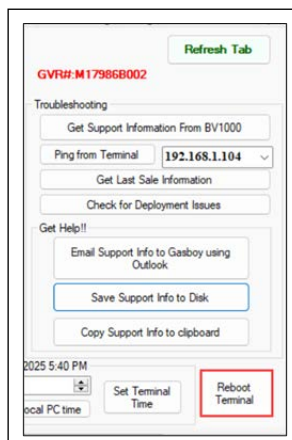 Refresh Tab
GVR#:M17986B002
Troubleshooting
Get Support Information From BV1000
Ping from Terminal 192.168.1.104
Get Last Sale Information
Check for Deployment Issues
Get Help!!
Email Support Info to Gasboy using
Outlook
Save Support Info to Disk
Copy Support Info to clipboard
2025 5:40 PM
Set Terminal
Time
Reboot
Terminal
ocal PC time